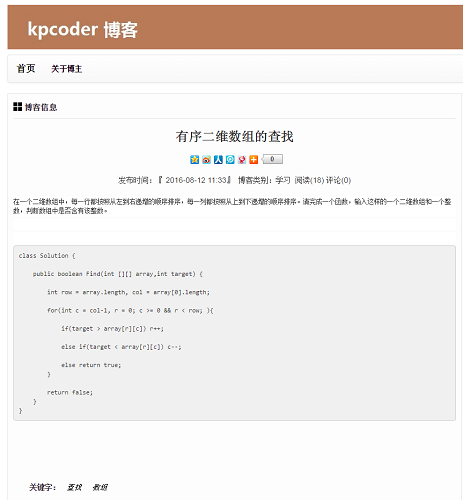 kpcoder 博客
首页 关于博主
博客信息
有序二维数组的查找
0
发布时间:『 2016-08-12 11:33』 博客类别:学习 阅读(18) 评论(0)
在一个二维数组中，每一行都按照从左到右递增的顺序排序，每一列都按照从上到下递增的顺序排序。请完成一个函数，输入这样的一个二维数组和一个整
数，判断数组中是否含有该整数。
class Solution {
public boolean Find(int [][] array,int target) {
int row = array.length, col = array[0].length;
for(int c = col-1, r = 0; c >= 0 && r < row; ){
if(target > array[r][c]) r++;
else if(target < array[r][c]) c--;
else return true;
}
return false;
}
}
关键字： 查找 数组